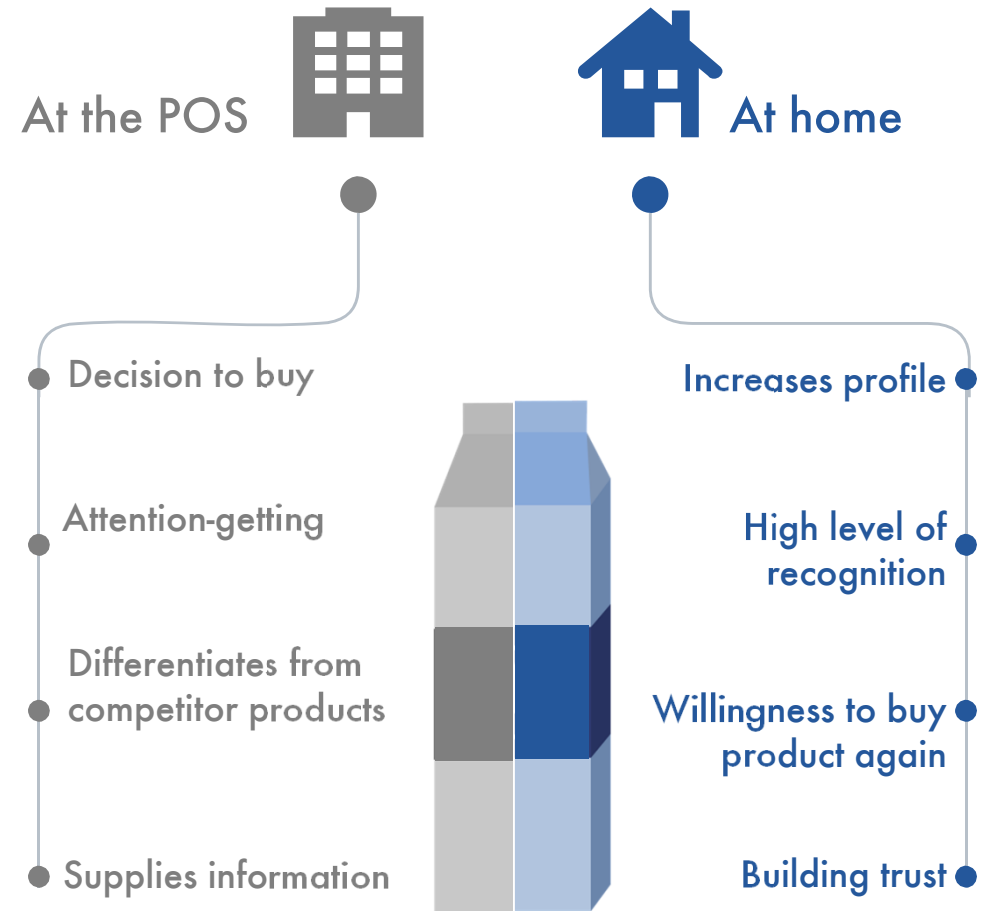 At the POS
At home
Decision to buy
Attention-getting
Differentiates from
competitor products
Supplies information
Increases profile
High level of
recognition
Willingness to buy
product again
Building trust